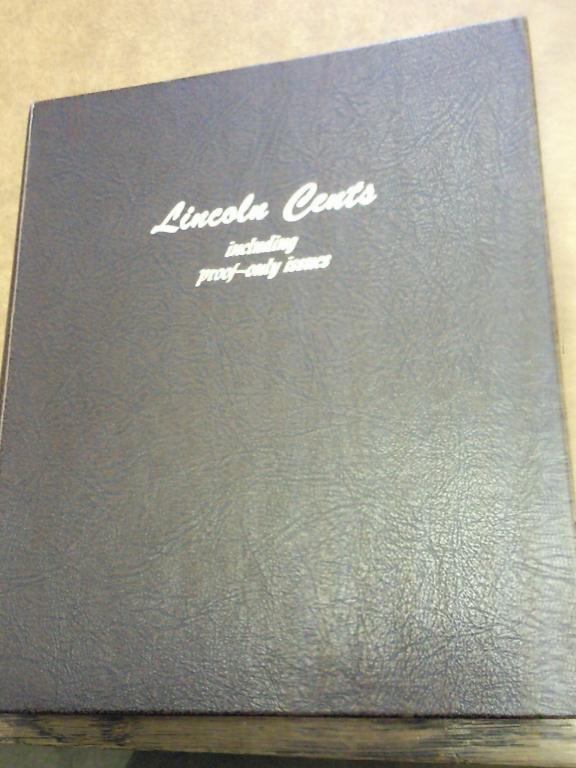 Lincoln Cents
including
proof-only issues